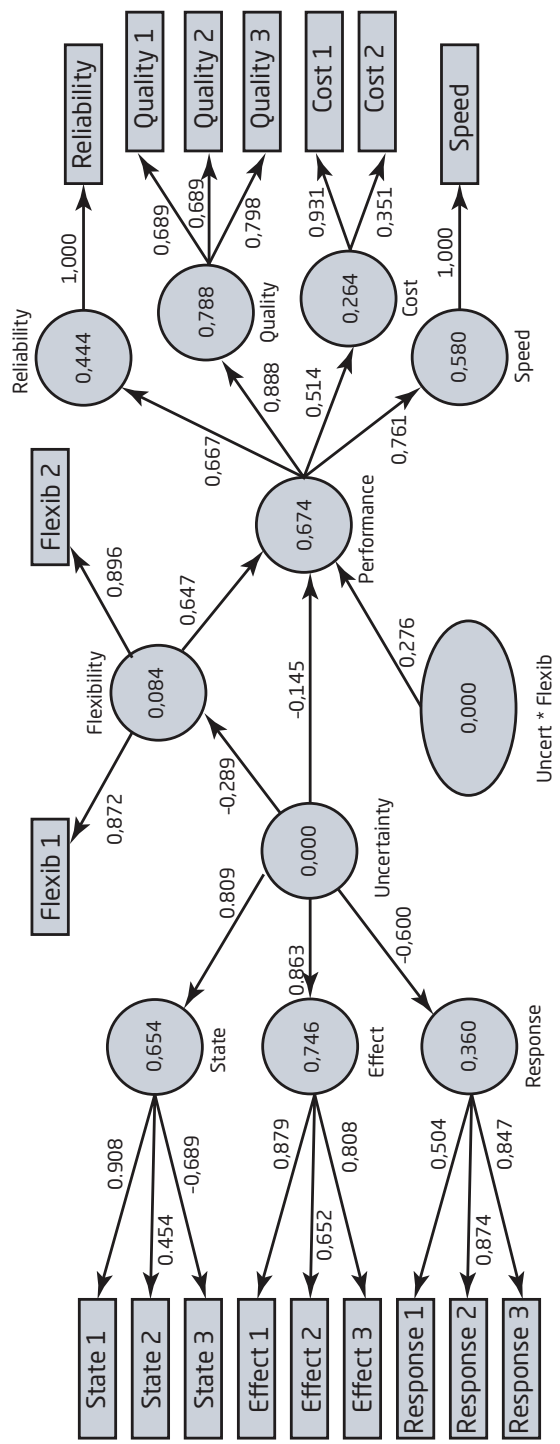 State 1
State 2
State 3
Effect 1
Effect 2
Effect 3
Response 1
Response 2
Response 3
0.908
0.454
-0,689
0,879
0,652
0,808
0,504
0,874
0,847
0,654
State
0,746
Effect
0,360
Response
0.809
0.863
-0,600
0,000
Uncertainty
Flexib 1
Flexib 2
0,872
0,896
Flexibility
0,084
-0,289
0,647
-0,145
0,276
0,000
Uncert * Flexib
0,674
Performance
0,667
0,888
0,514
0,761
Reliability
0,444
0,788
Quality
0,264
Cost
0,580
Speed
1,000
0,689
0,689
0,798
0,931
0,351
1,000
Reliability
Quality 1
Quality 2
Quality 3
Cost 1
Cost 2
Speed